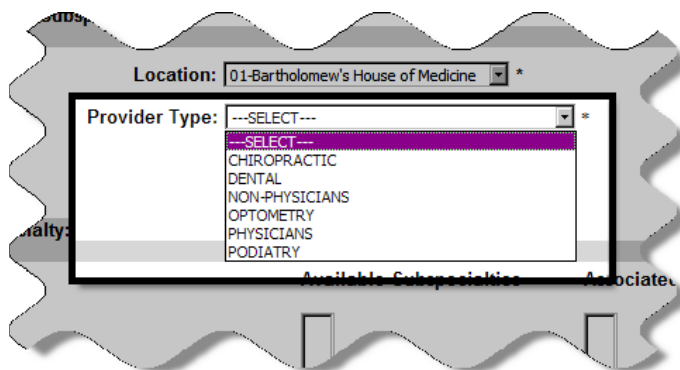 Location: 01-Bartholomew's House of Medicine *
Provider Type: ---SELECT--- *
---SELECT---
CHIROPRACTIC
DENTAL
NON-PHYSICIANS
OPTOMETRY
PHYSICIANS
PODIATRY
Available Subspecialties Associated